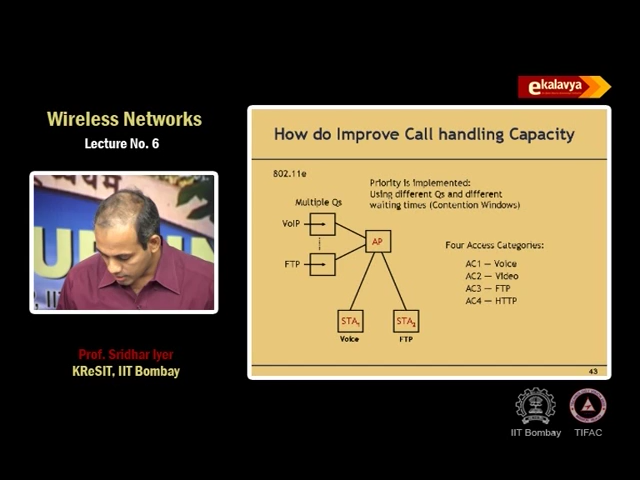 ekalavya
Wireless Networks
Lecture No. 6
How do Improve Call handling Capacity
802.11e
Priority is implemented:
Using different Qs and different
waiting times (Contention Windows)
Multiple Qs
VoIP
FTP
AP
STA1
STA2
Voice
FTP
Four Access Categories:
AC1 — Voice
AC2 — Video
AC3 — FTP
AC4 — HTTP
43
Prof. Sridhar Iyer
KReSIT, IIT Bombay
IIT Bombay
TIFAC